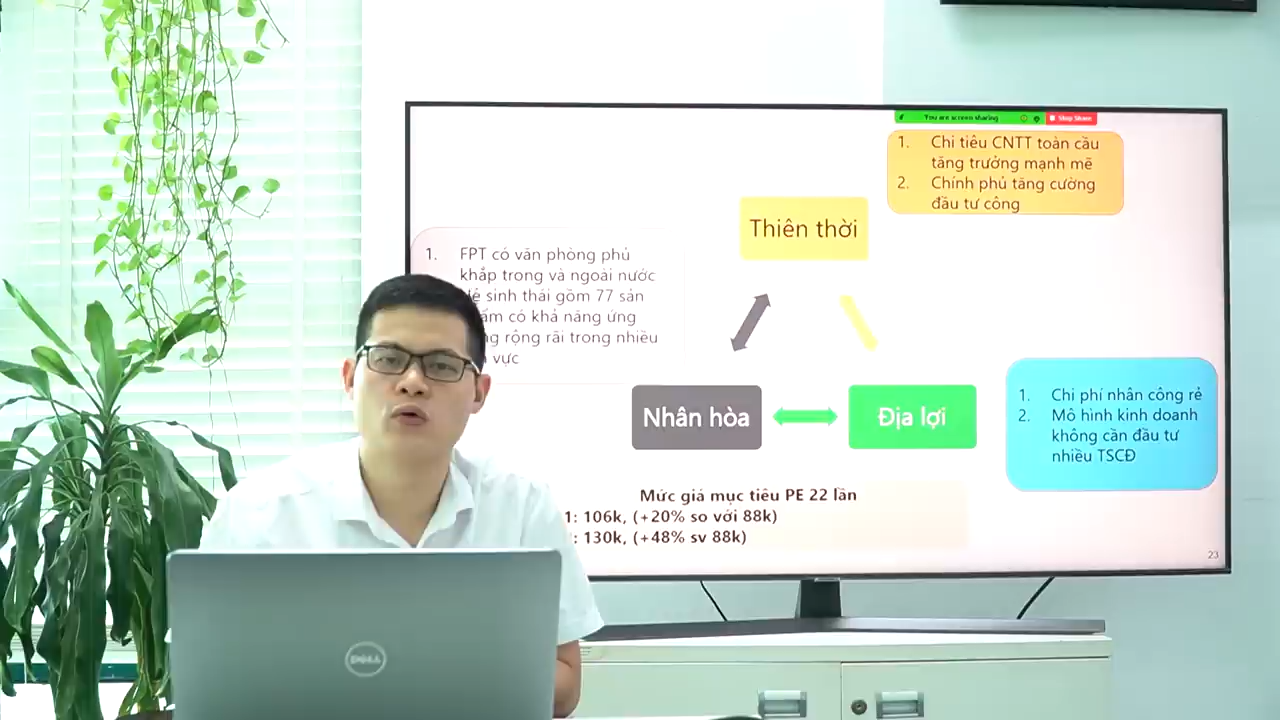 You are screen sharing
Stop Share
1. Chi tiêu CNTT toàn cầu
tăng trưởng mạnh mẽ
2. Chính phủ tăng cường
đầu tư công
Thiên thời
1. FPT có văn phòng phủ
khắp trong và ngoài nước
sinh thái gồm 77 sản
có khả năng ứng
rộng rãi trong nhiều
vực
Nhân hòa
Địa lợi
1. Chi phí nhân công rẻ
2. Mô hình kinh doanh
không cần đầu tư
nhiều TSCĐ
Mức giá mục tiêu PE 22 lần
1: 106k, (+20% so với 88k)
: 130k, (+48% sv 88k)
23
DELL